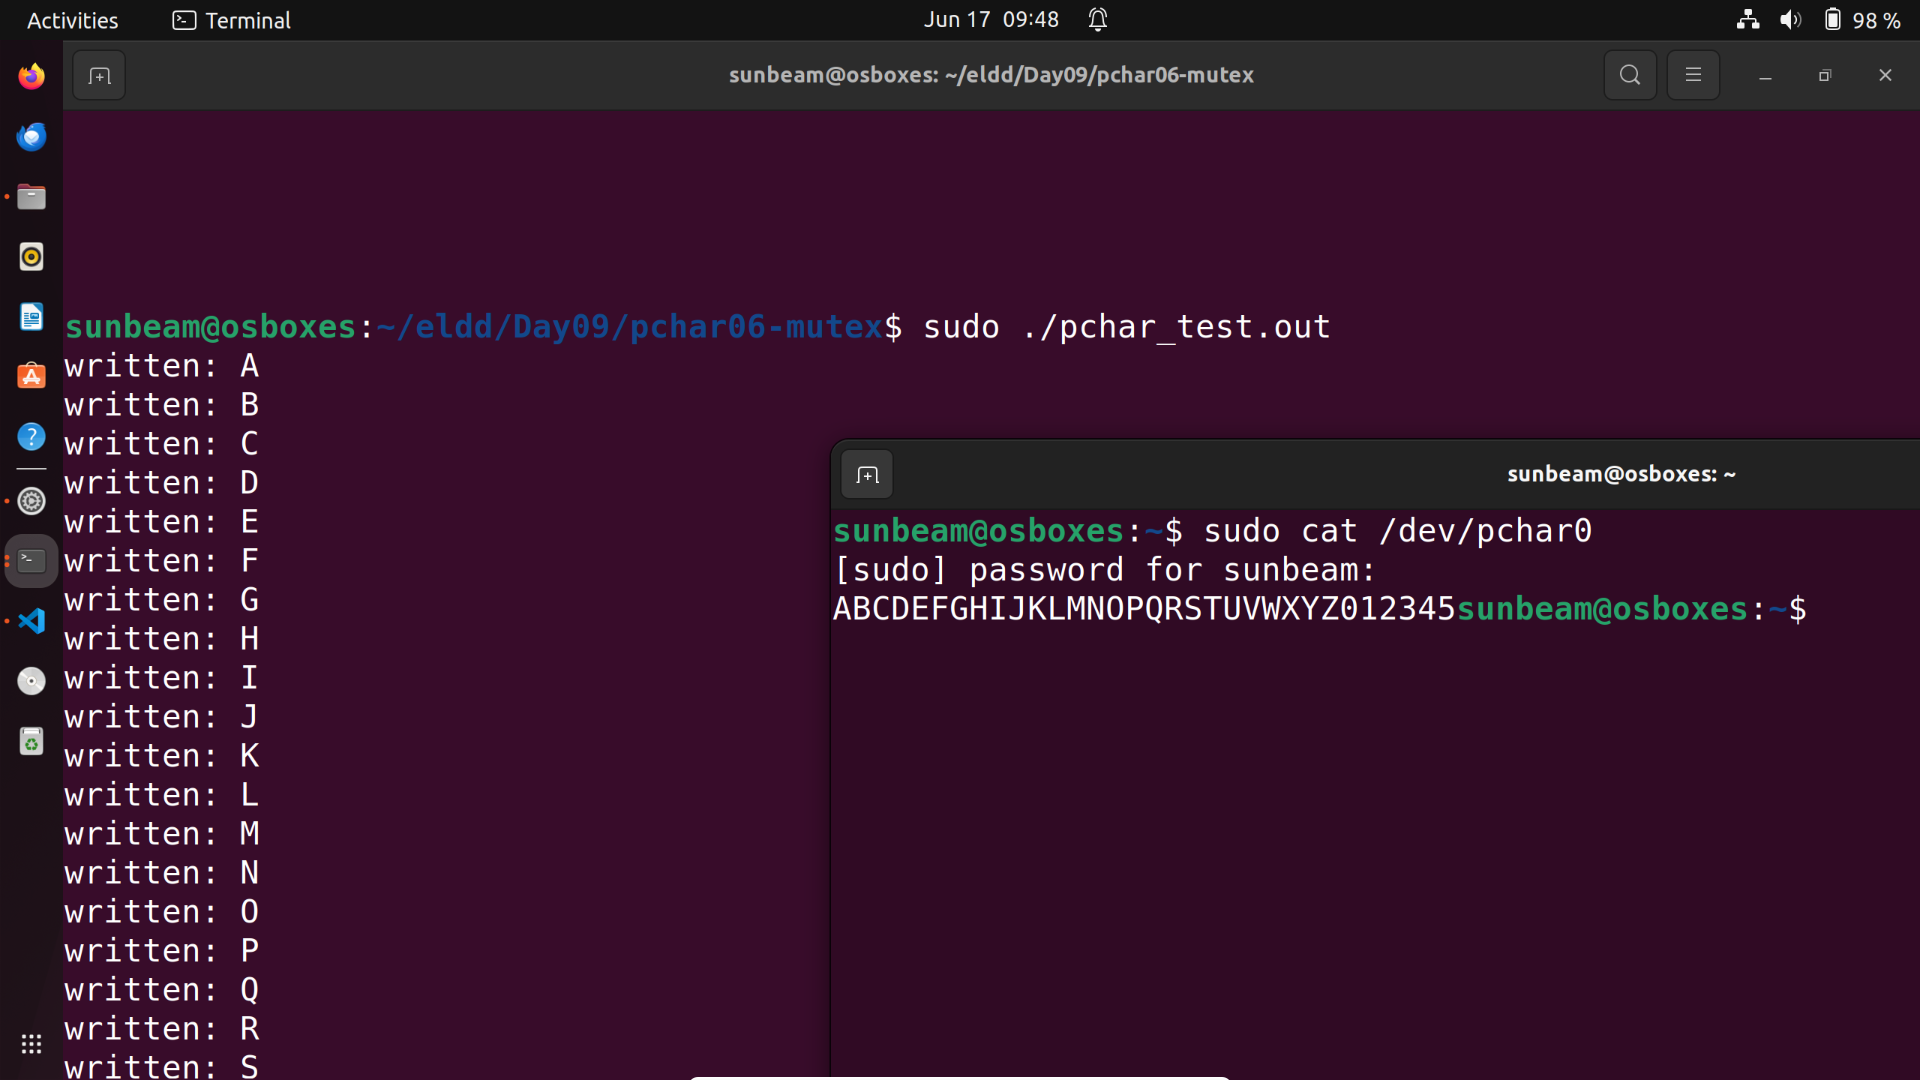 Activities Terminal Jun 17 09:48 98 %
sunbeam@osboxes: ~/eldd/Day09/pchar06-mutex
sunbeam@osboxes:~/eldd/Day09/pchar06-mutex$ sudo ./pchar_test.out
written: A
written: B
written: C
written: D
written: E
written: F
written: G
written: H
written: I
written: J
written: K
written: L
written: M
written: N
written: O
written: P
written: Q
written: R
written: S
sunbeam@osboxes: ~
sunbeam@osboxes:~$ sudo cat /dev/pchar0
[sudo] password for sunbeam:
ABCDEFGHIJKLMNOPQRSTUVWXYZ012345sunbeam@osboxes:~$